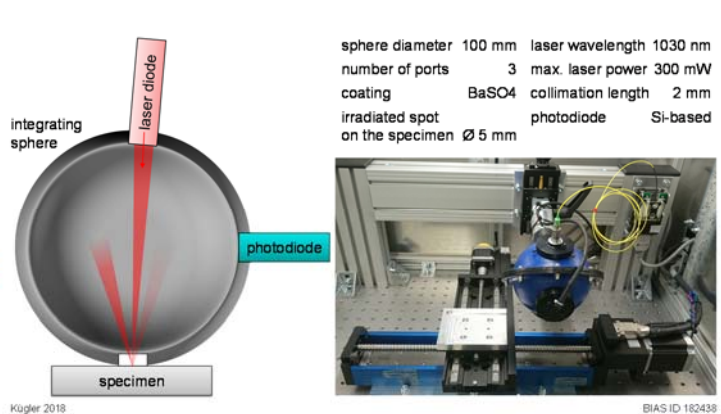 laser diode
integrating
sphere
photodiode
specimen
Kügler 2018
sphere diameter 100 mm
number of ports 3
coating BaSO4
irradiated spot
on the specimen Ø 5 mm
laser wavelength 1030 nm
max. laser power 300 mW
collimation length 2 mm
photodiode Si-based
BIAS ID 182438